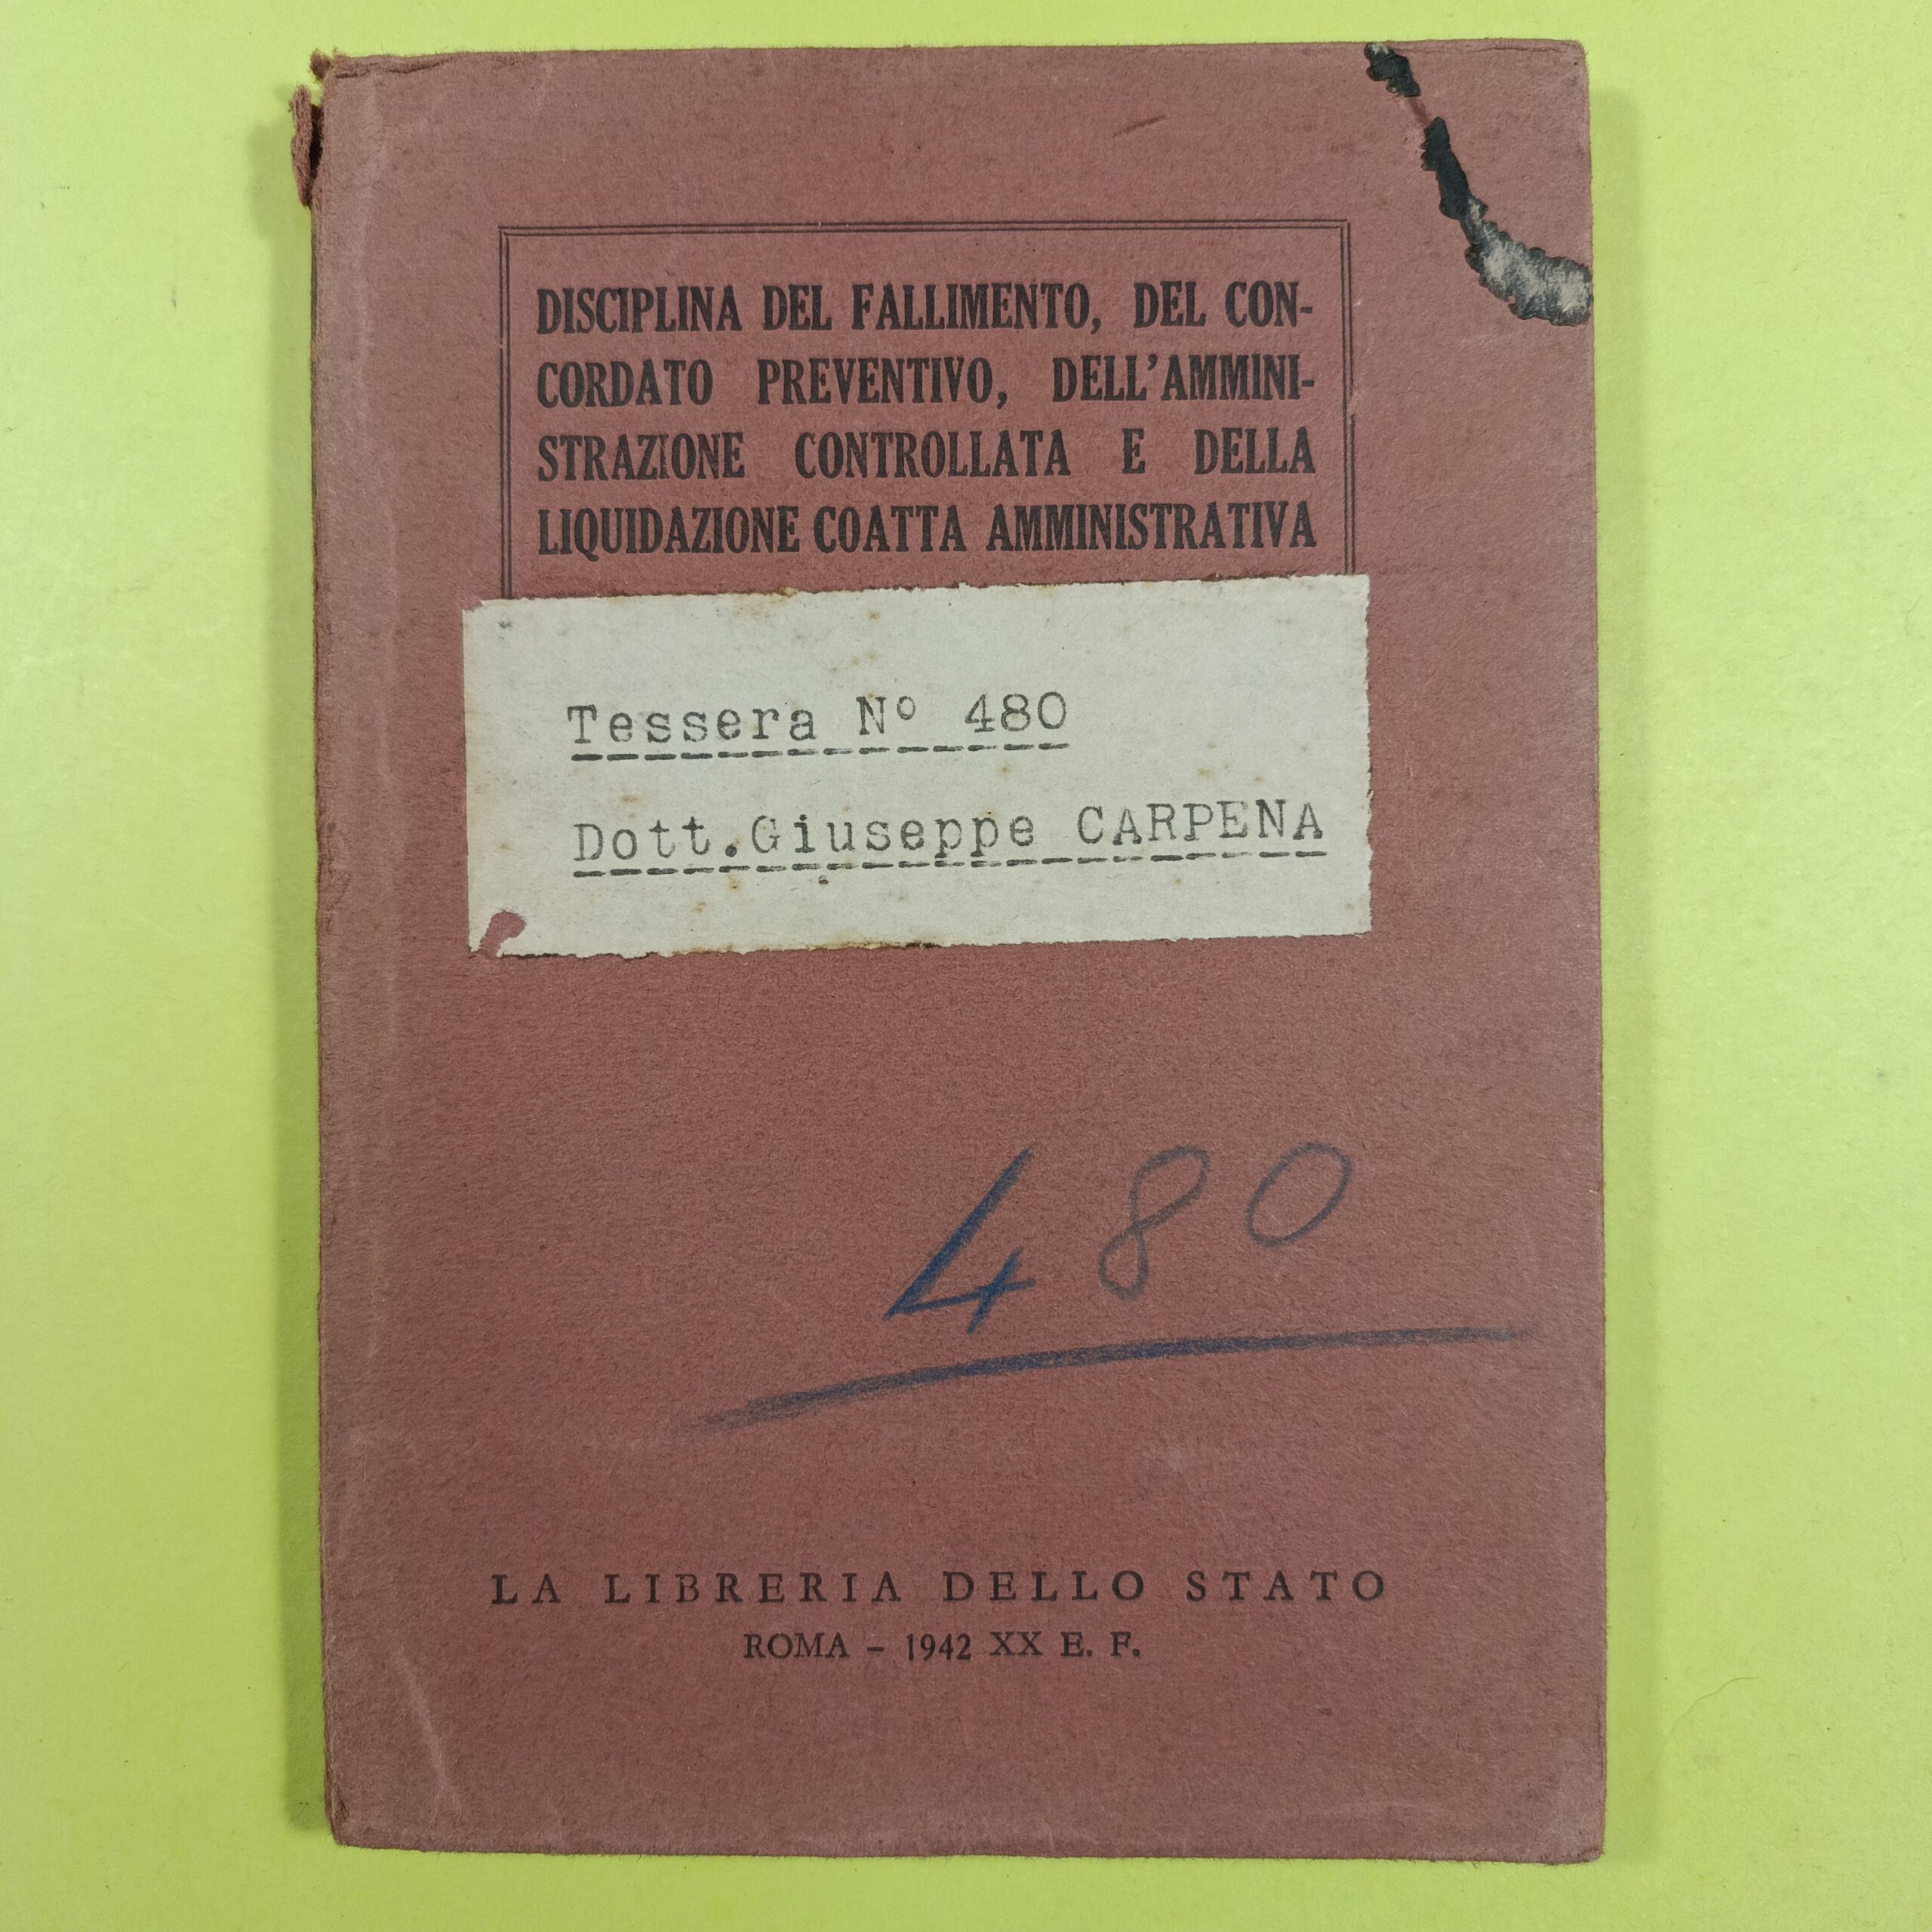 DISCIPLINA DEL FALLIMENTO, DEL CON-
CORDATO PREVENTIVO, DELL'AMMINI-
STRAZIONE CONTROLLATA E DELLA
LIQUIDAZIONE COATTA AMMINISTRATIVA
Tessera Nº 480
Dott.Giuseppe CARPENA
480
LA LIBRERIA DELLO STATO
ROMA - 1942 XX E. F.